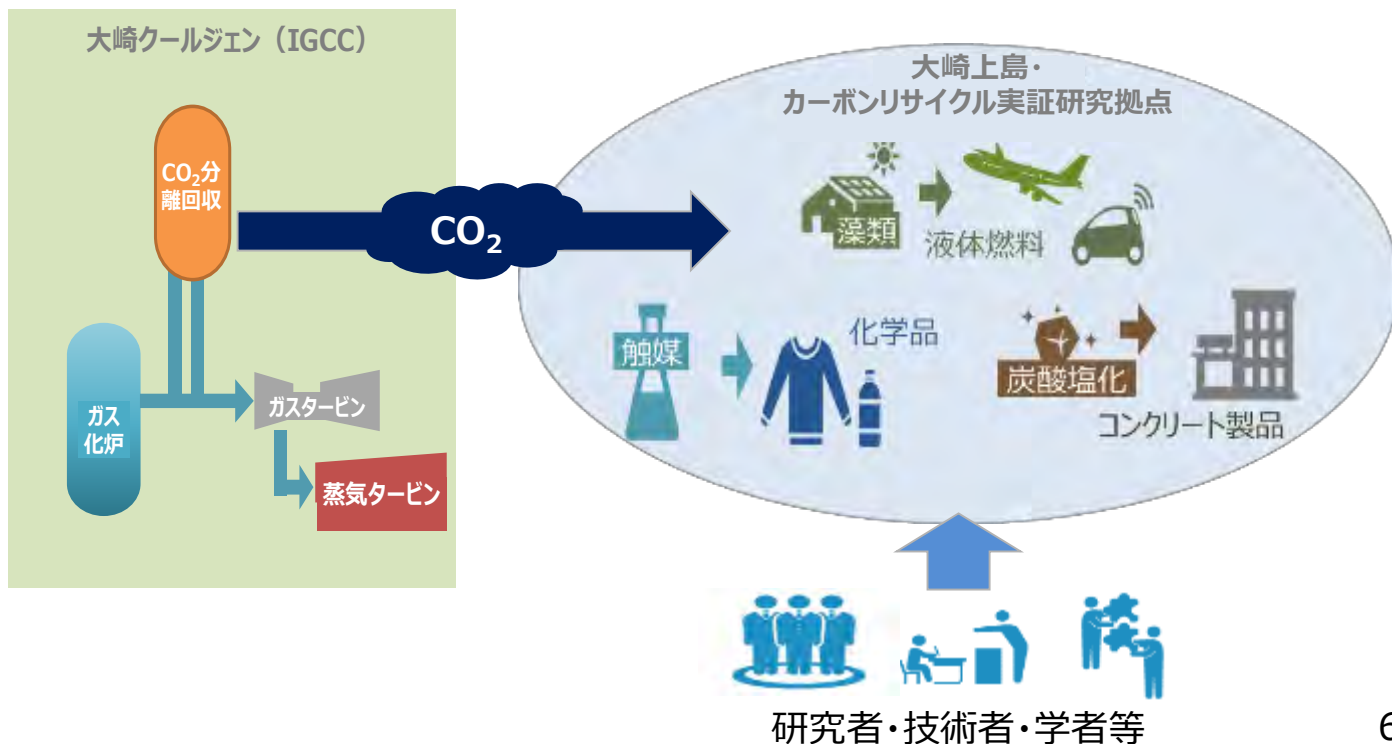 大崎クールジェン（IGCC）
CO₂分
離回収
ガス
化炉
ガスタービン
蒸気タービン
CO₂
大崎上島・
カーボンリサイクル実証研究拠点
藻類
液体燃料
触媒
化学品
炭酸塩化
コンクリート製品
研究者・技術者・学者等
6